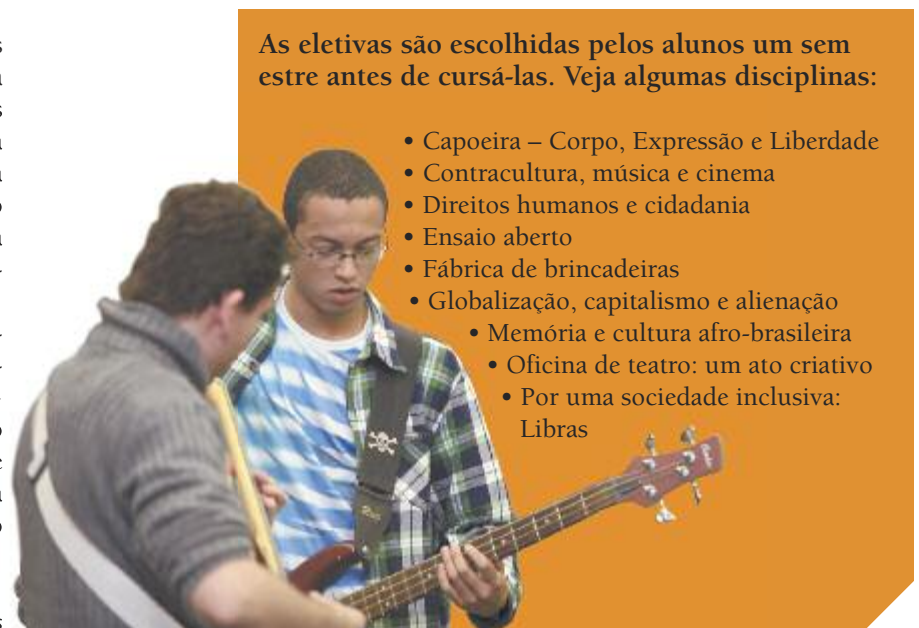 As eletivas são escolhidas pelos alunos um sem
estre antes de cursá-las. Veja algumas disciplinas:
• Capoeira – Corpo, Expressão e Liberdade
• Contracultura, música e cinema
• Direitos humanos e cidadania
• Ensaio aberto
• Fábrica de brincadeiras
• Globalização, capitalismo e alienação
• Memória e cultura afro-brasileira
• Oficina de teatro: um ato criativo
• Por uma sociedade inclusiva:
Libras